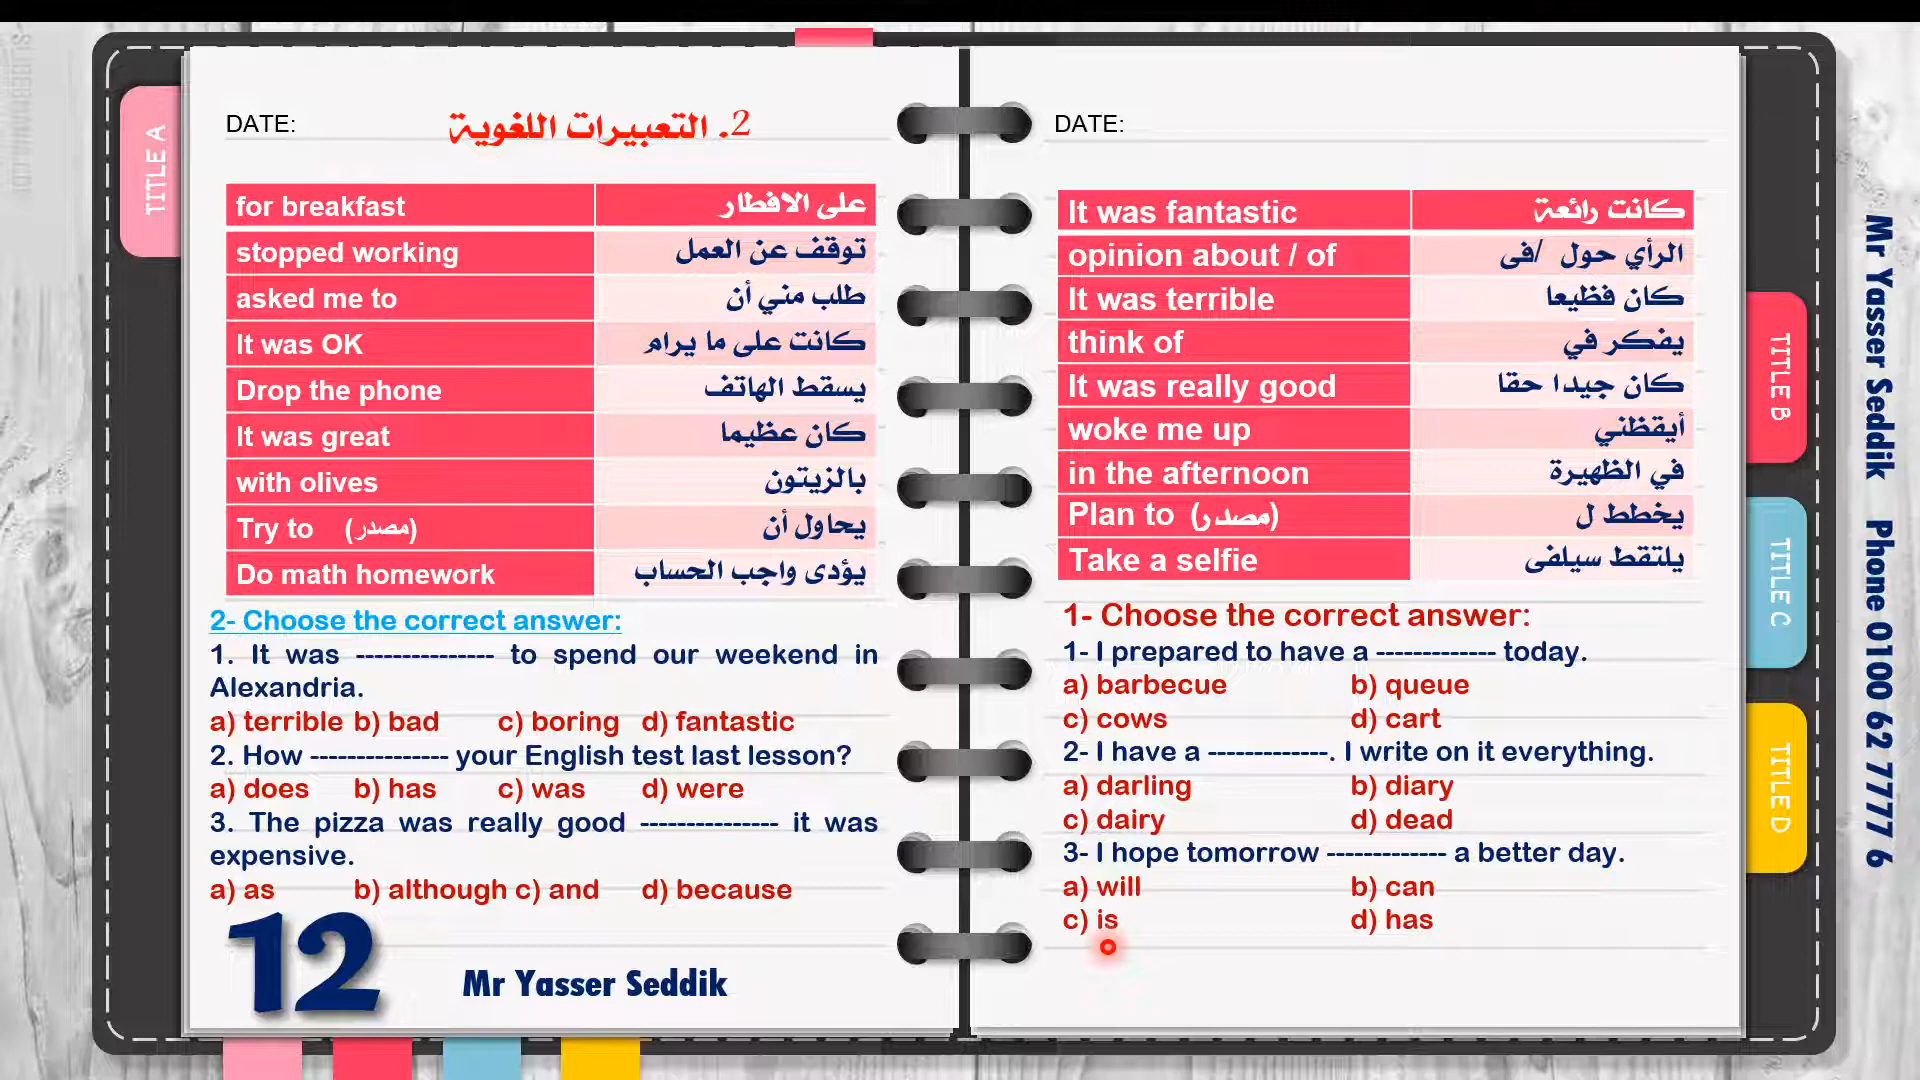 DATE:
2. التعبيرات اللغوية
for breakfast على الافطار
stopped working توقف عن العمل
asked me to طلب مني أن
It was OK كانت على ما يرام
Drop the phone يسقط الهاتف
It was great كان عظيما
with olives بالزيتون
Try to (مصدر) يحاول أن
Do math homework يؤدى واجب الحساب
2- Choose the correct answer:
1. It was --------------- to spend our weekend in
Alexandria.
a) terrible b) bad c) boring d) fantastic
2. How --------------- your English test last lesson?
a) does b) has c) was d) were
3. The pizza was really good --------------- it was
expensive.
a) as b) although c) and d) because
12
Mr Yasser Seddik
DATE:
It was fantastic كانت رائعة
opinion about / of الرأي حول /فى
It was terrible كان فظيعا
think of يفكر في
It was really good كان جيدا حقا
woke me up أيقظني
in the afternoon في الظهيرة
Plan to (مصدر) يخطط ل
Take a selfie يلتقط سيلفى
1- Choose the correct answer:
1- I prepared to have a ------------- today.
a) barbecue b) queue
c) cows d) cart
2- I have a -------------. I write on it everything.
a) darling b) diary
c) dairy d) dead
3- I hope tomorrow ------------- a better day.
a) will b) can
c) is d) has
TITLE A
TITLE B
TITLE C
TITLE D
Mr Yasser Seddik Phone 0100 62 7777 6